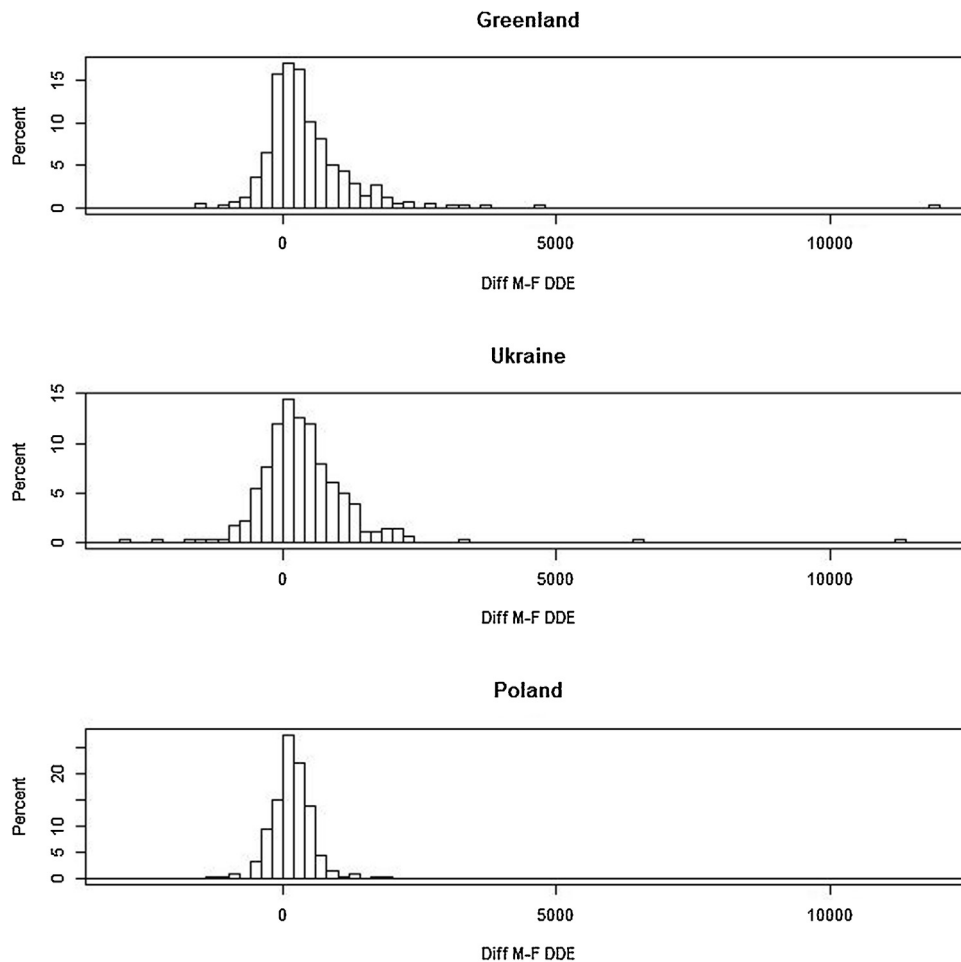 Greenland
Percent
15
10
5
0
0 5000 10000
Diff M-F DDE
Ukraine
Percent
15
10
5
0
0 5000 10000
Diff M-F DDE
Poland
Percent
20
10
5
0
0 5000 10000
Diff M-F DDE